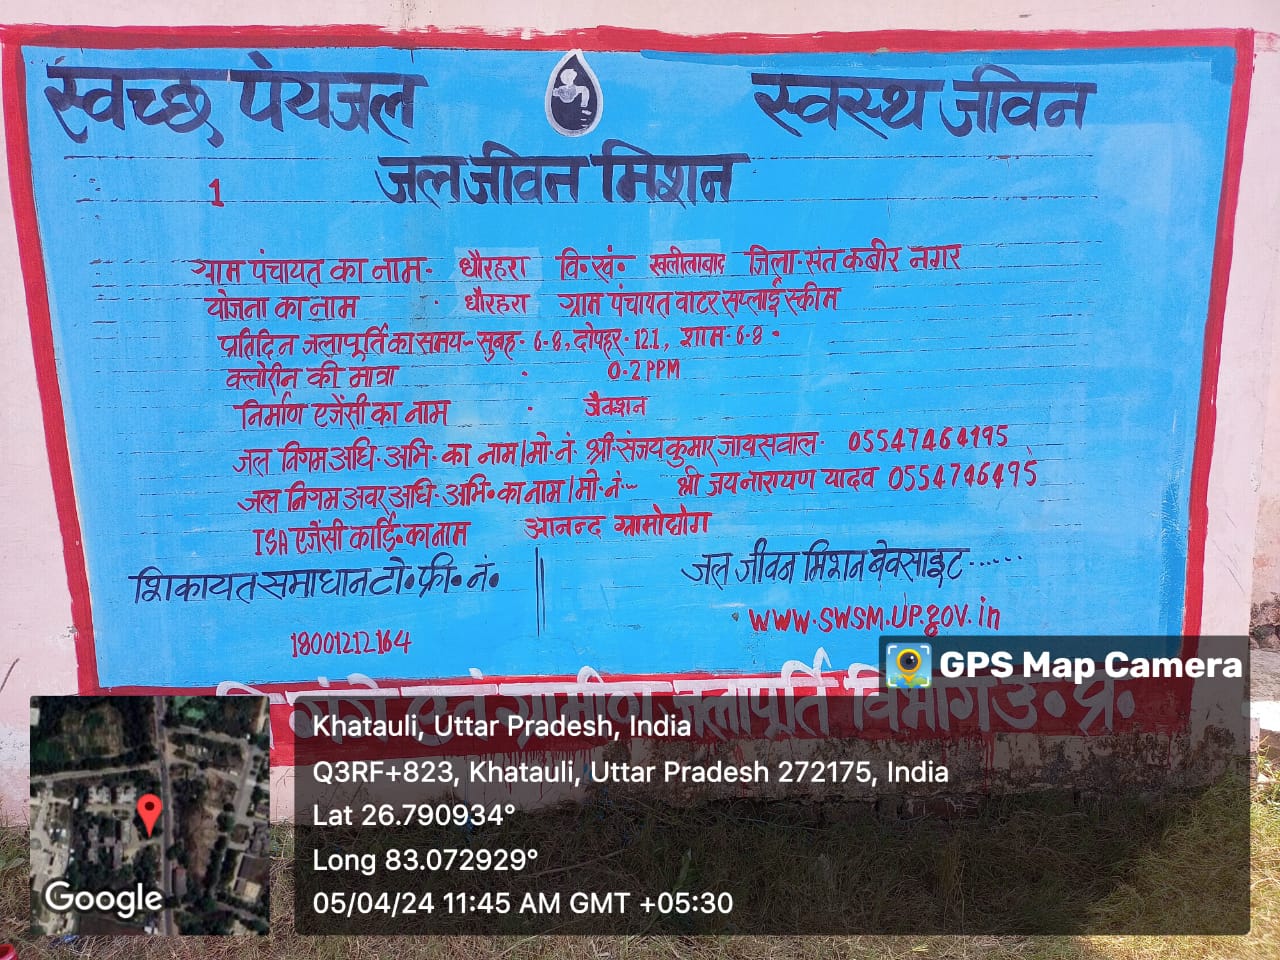 स्वच्छ पेयजल स्वस्थ जीवन
जल जीवन मिशन
1
ग्राम पंचायत का नाम- धौरहरा वि॰खं॰ खलीलाबाद जिला-संत कबीर नगर
योजना का नाम · धौरहरा ग्राम पंचायत वाटर सप्लाई स्कीम
प्रतिदिन जलापूर्ति का समय- सुबह- 6-8, दोपहर- 12.1, शाम-6-8 -
क्लोरीन की मात्रा · 0.2 PPM
निर्माण एजेंसी का नाम · जैक्शन
जल निगम अधि· अभि· का नाम/मो· नं· श्री संजय कुमार जायसवाल· 05547464195
जल निगम अवर अधि· अभि॰ का नाम/मो· नं·-- श्री जय नारायण यादव 0554746495
ISA एजेंसी कार्डि॰ का नाम आनन्द ग्रामोद्योग
शिकायत समाधान टो॰ फ्री॰ नं॰
18001212164
जल जीवन मिशन बेवसाइट......
www.SWSM.UP.gov.in
गंगे एवं ग्रामीण जलापूर्ति विभाग उ॰ प्र॰
GPS Map Camera
Khatauli, Uttar Pradesh, India
Q3RF+823, Khatauli, Uttar Pradesh 272175, India
Lat 26.790934°
Long 83.072929°
05/04/24 11:45 AM GMT +05:30
Google